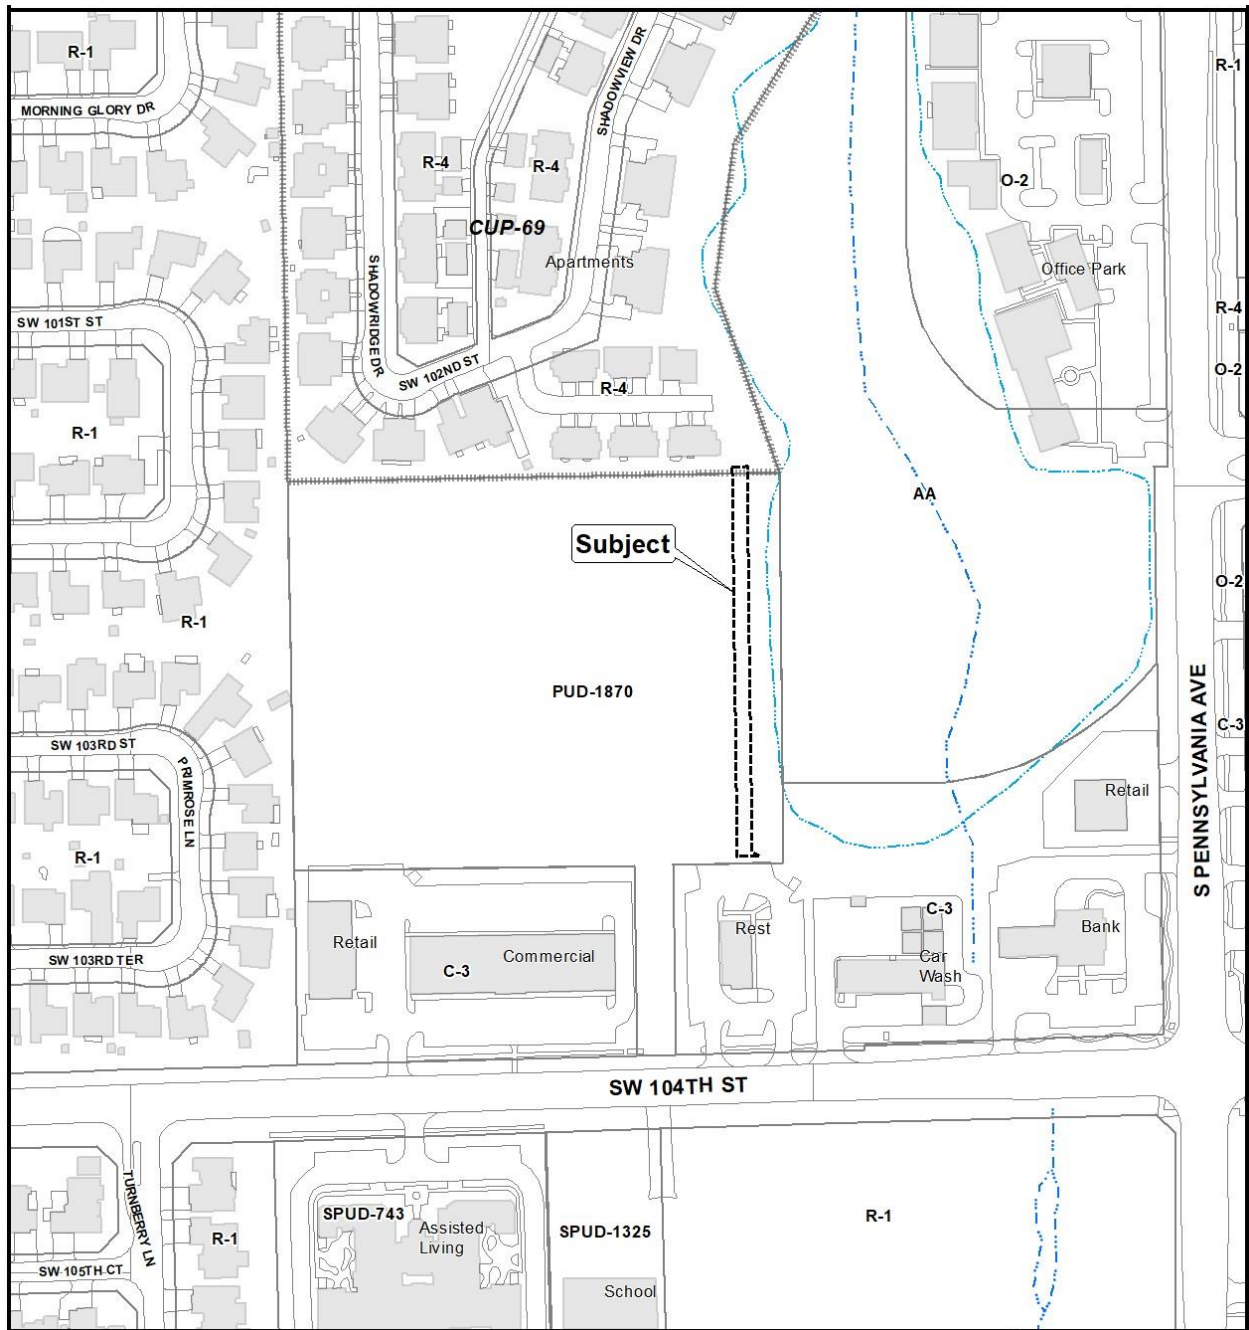 R-1
R-1
MORNING GLORY DR
SHADOWVIEW DR
R-4
R-4
O-2
CUP-69
Apartments
Office Park
SHADOWRIDGE DR
SW 101ST ST
R-4
SW 102ND ST
O-2
R-4
R-1
AA
Subject
O-2
R-1
PUD-1870
S PENNSYLVANIA AVE
C-3
SW 103RD ST
PRIMROSE LN
Retail
R-1
C-3
Rest
Bank
Retail
Commercial
C-3
Car
Wash
SW 103RD TER
SW 104TH ST
TURNBERRY LN
SPUD-743
Assisted
Living
R-1
SPUD-1325
R-1
SW 105TH CT
School